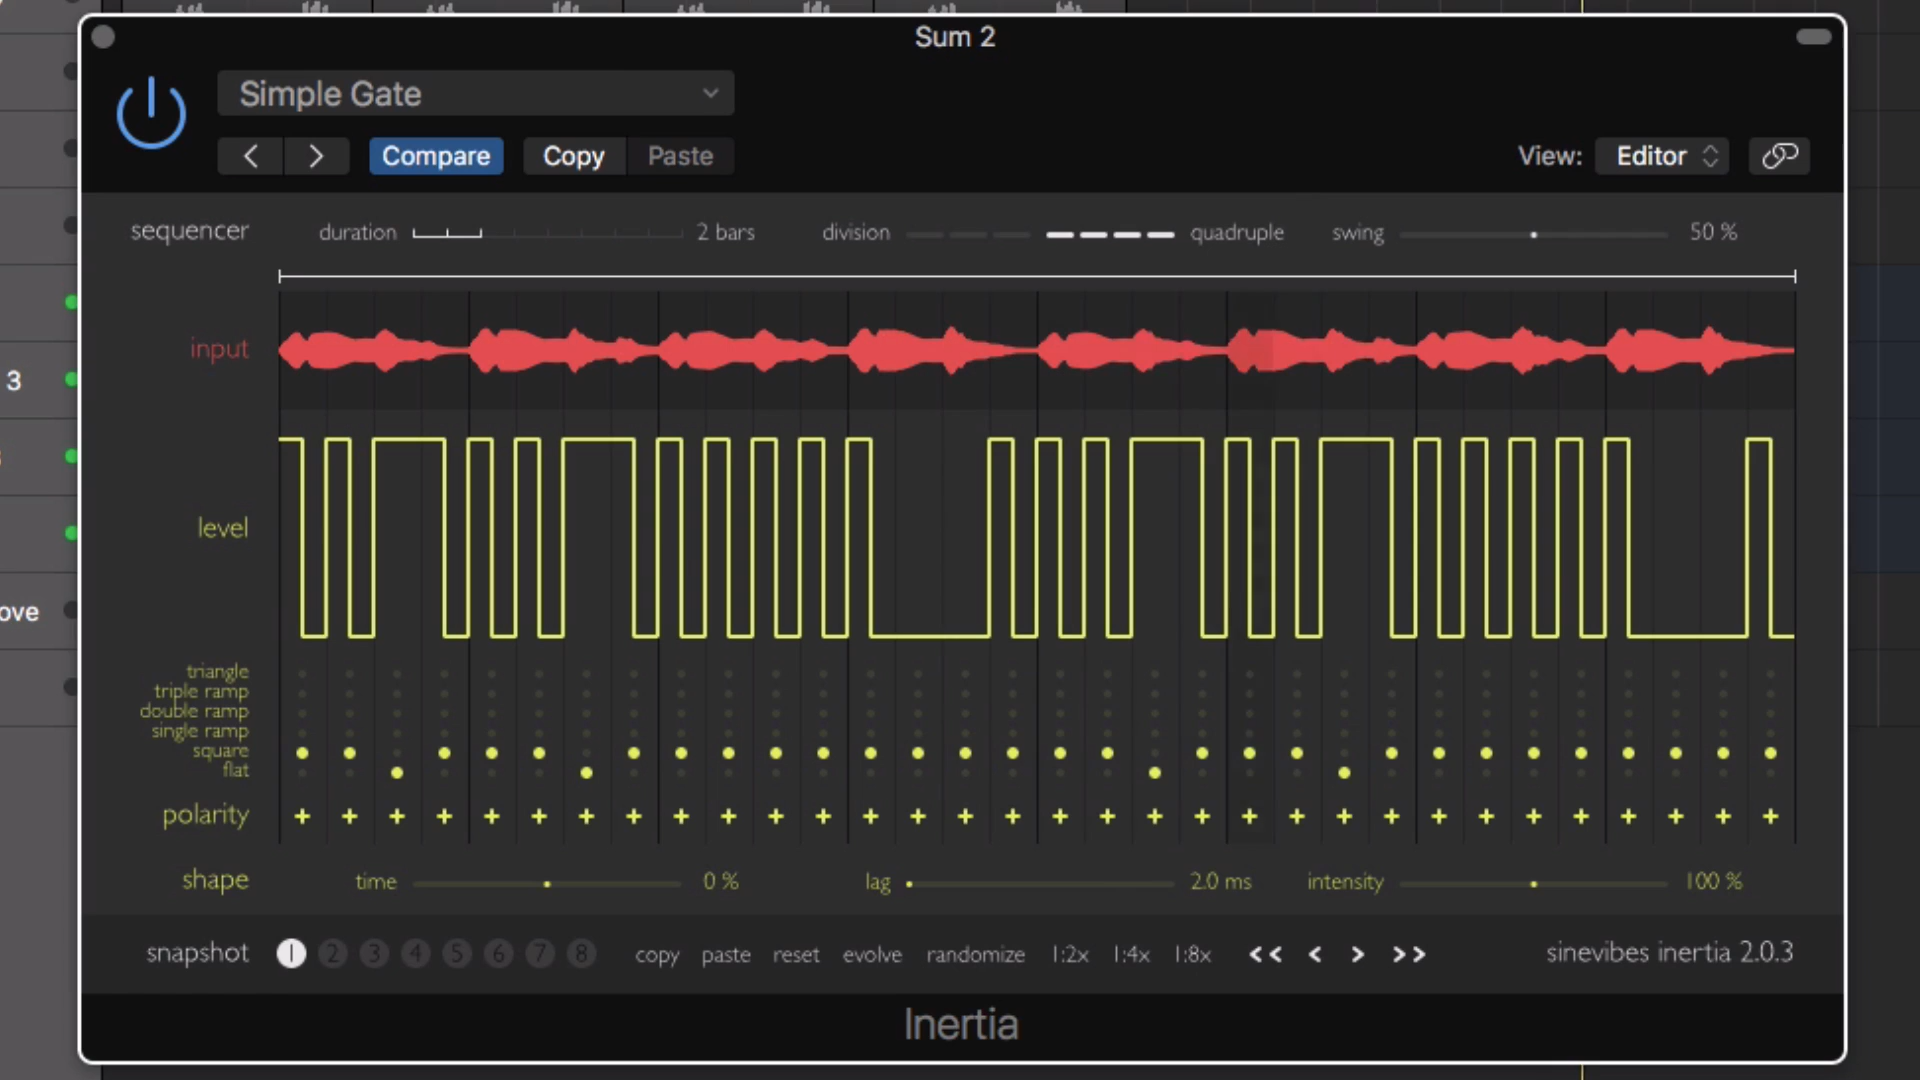 Sum 2
Simple Gate
Compare Copy Paste View: Editor
sequencer duration 2 bars division quadruple swing 50 %
input
3
level
ove
triangle
triple ramp
double ramp
single ramp
square
flat
polarity + + + + + + + + + + + + + + + + + + + + + + + + + + + + + + + +
shape time 0 % lag 2.0 ms intensity 100 %
snapshot 1 2 3 4 5 6 7 8 copy paste reset evolve randomize 1:2x 1:4x 1:8x << < > >> sinevibes inertia 2.0.3
Inertia